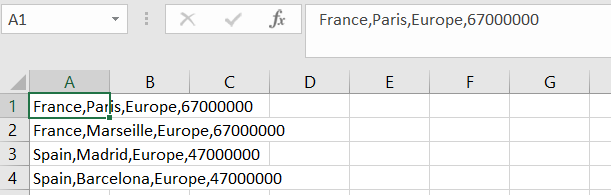 A1 fx France,Paris,Europe,67000000
A B C D E F G
1 France,Paris,Europe,67000000
2 France,Marseille,Europe,67000000
3 Spain,Madrid,Europe,47000000
4 Spain,Barcelona,Europe,47000000